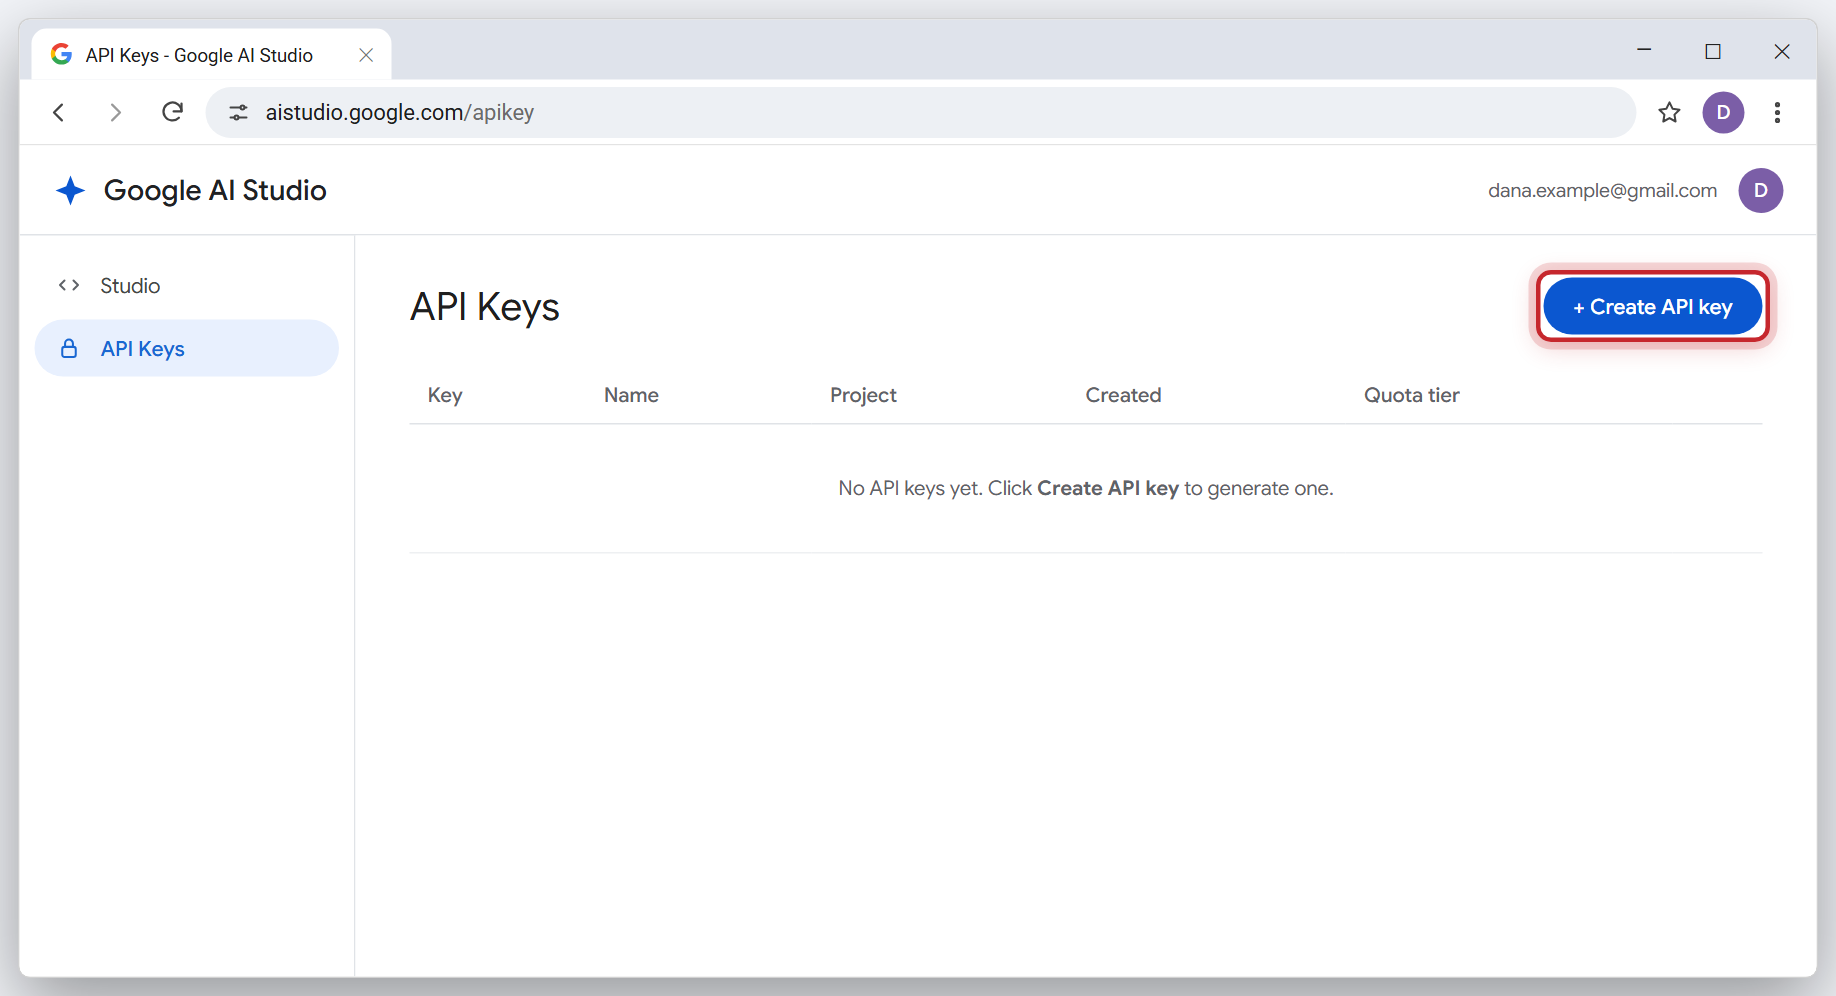 API Keys - Google AI Studio
aistudio.google.com/apikey
D
Google AI Studio
dana.example@gmail.com
D
Studio
API Keys
API Keys
+ Create API key
Key Name Project Created Quota tier
No API keys yet. Click Create API key to generate one.